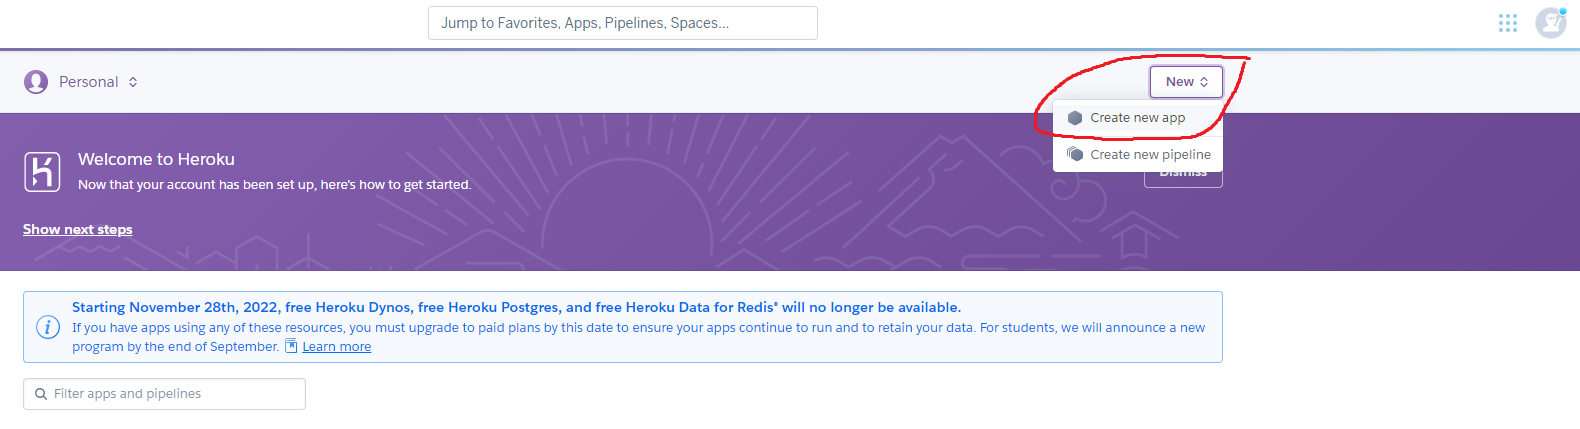 Jump to Favorites, Apps, Pipelines, Spaces...
Personal
New
Create new app
Create new pipeline
Welcome to Heroku
Now that your account has been set up, here's how to get started.
Dismiss
Show next steps
Starting November 28th, 2022, free Heroku Dynos, free Heroku Postgres, and free Heroku Data for Redis® will no longer be available.
If you have apps using any of these resources, you must upgrade to paid plans by this date to ensure your apps continue to run and to retain your data. For students, we will announce a new
program by the end of September. Learn more
Filter apps and pipelines